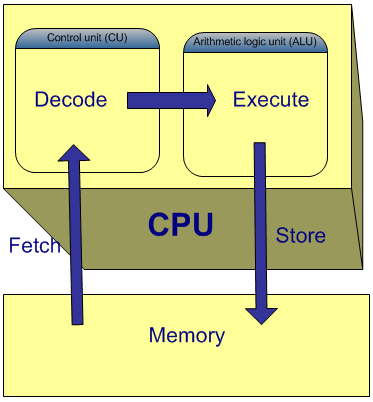 Control unit (CU)
Arithmetic logic unit (ALU)
Decode
Execute
CPU
Fetch
Store
Memory